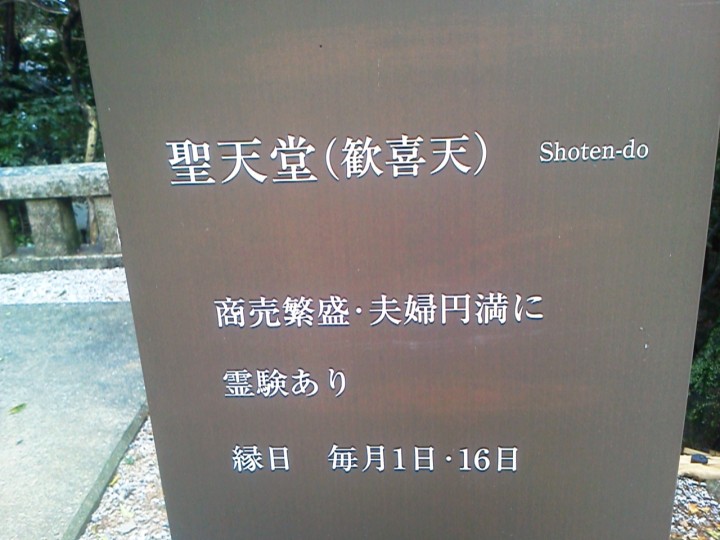 聖天堂(歓喜天) Shoten-do
商売繁盛・夫婦円満に
霊験あり
縁日 毎月1日・16日